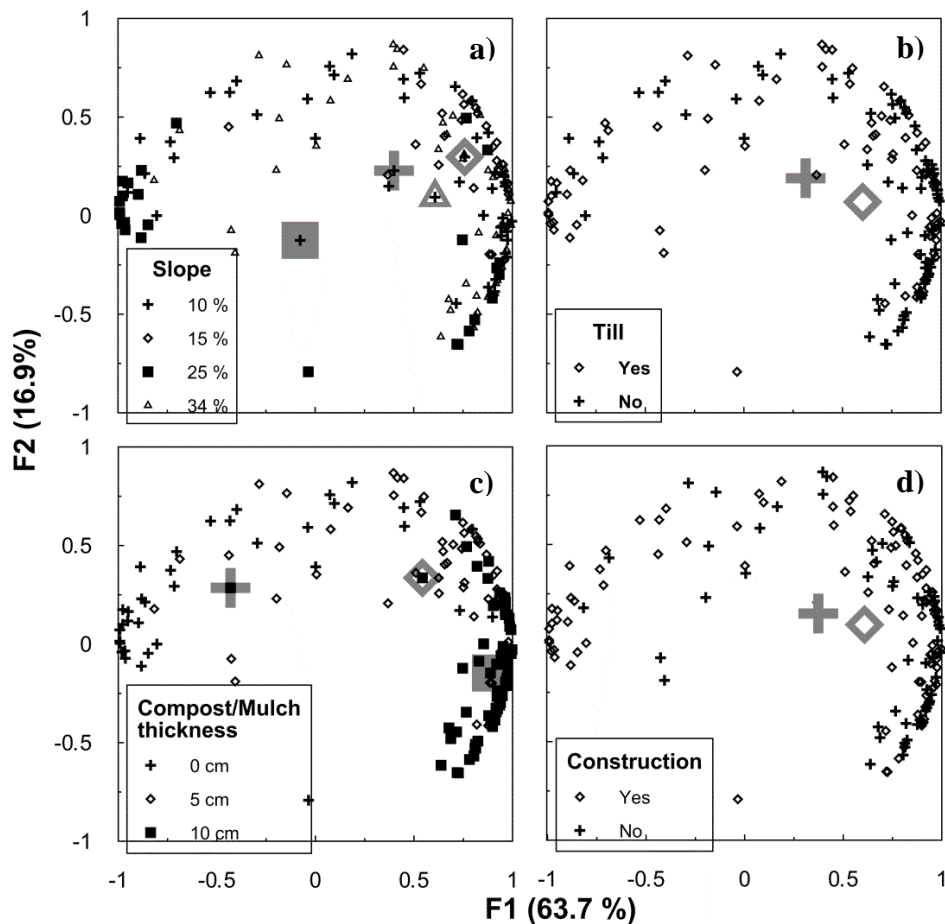 a)
b)
1
0.5
0
-0.5
-1
Slope
10 %
15 %
25 %
34 %
Till
Yes
No
F2 (16.9%)
c)
d)
1
0.5
0
-0.5
-1
Compost/Mulch
thickness
0 cm
5 cm
10 cm
Construction
Yes
No
-1
-0.5
0
0.5
1
-1
-0.5
0
0.5
1
F1 (63.7 %)